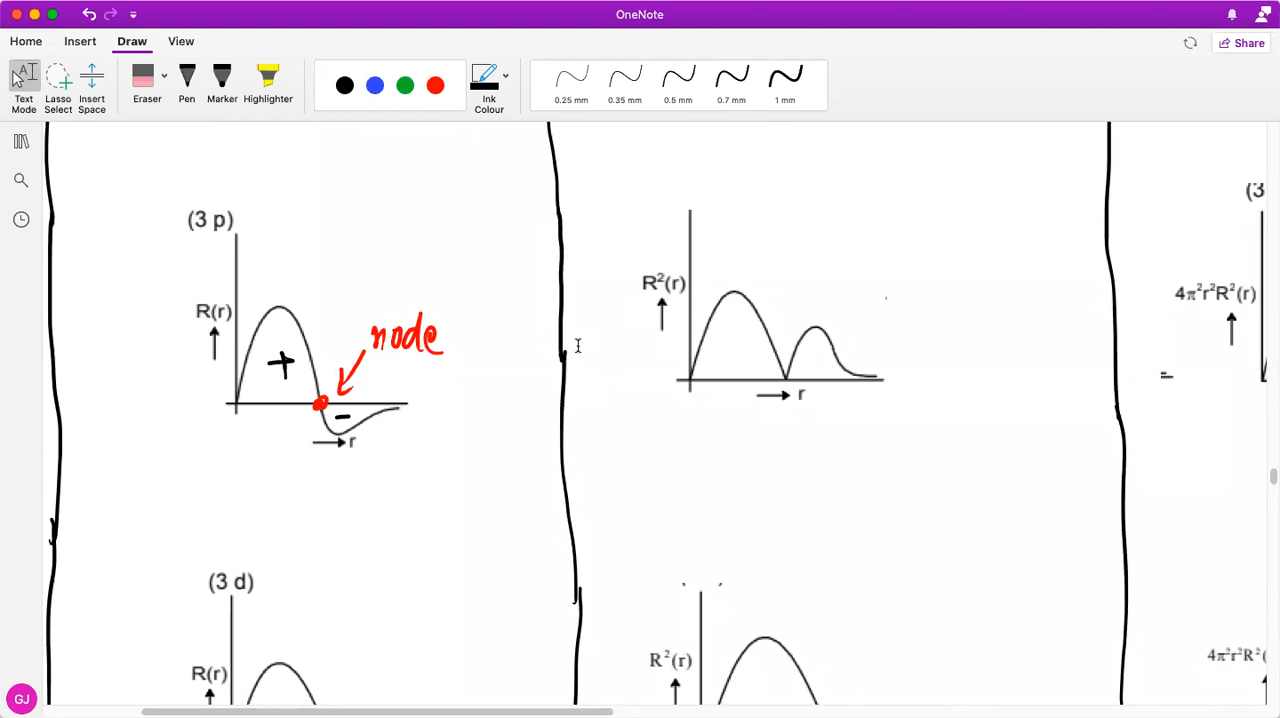 OneNote
Home Insert Draw View
Share
Text Mode
Lasso Select
Insert Space
Eraser
Pen
Marker
Highlighter
Ink Colour
0.25 mm
0.35 mm
0.5 mm
0.7 mm
1 mm
(3 p)
R(r)
+
node
-
r
R²(r)
r
(3
4π²r²R²(r)
=
(3 d)
R(r)
R²(r)
4π²r²R²(
GJ